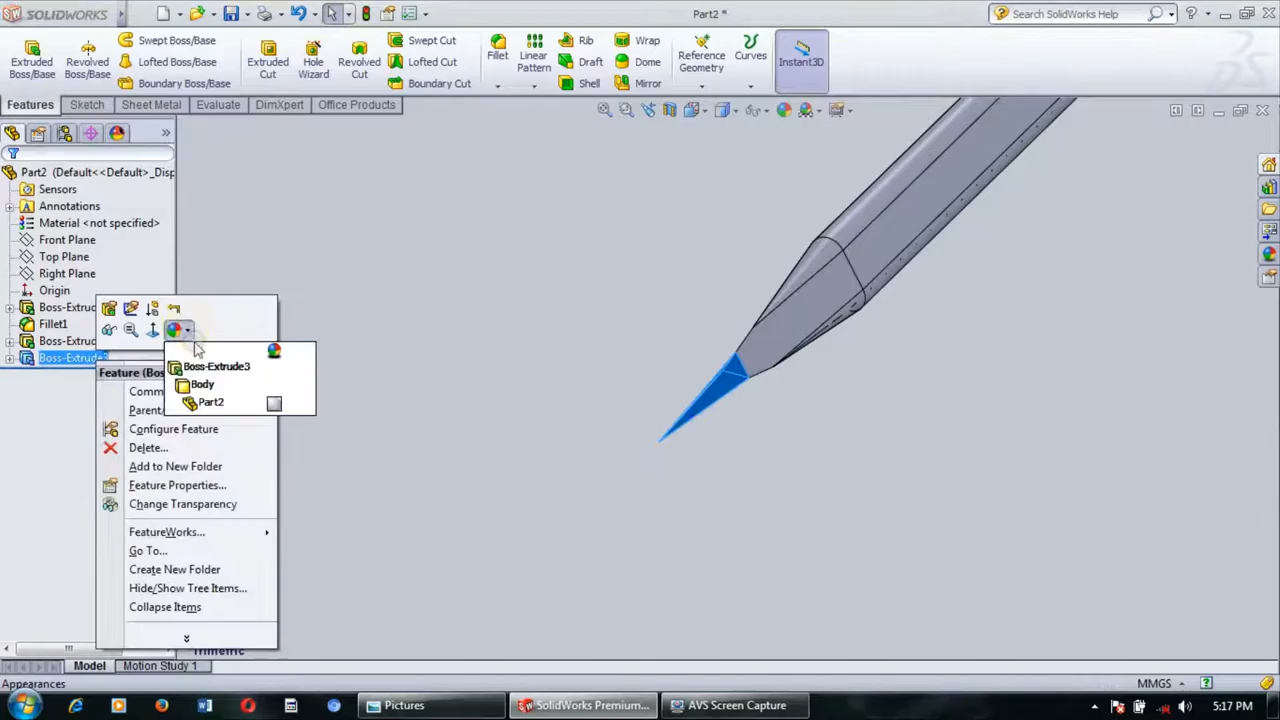 SOLIDWORKS
Part2 *
Search SolidWorks Help
Extruded Boss/Base
Revolved Boss/Base
Swept Boss/Base
Lofted Boss/Base
Boundary Boss/Base
Extruded Cut
Hole Wizard
Revolved Cut
Swept Cut
Lofted Cut
Boundary Cut
Fillet
Linear Pattern
Rib
Draft
Shell
Wrap
Dome
Mirror
Reference Geometry
Curves
Instant3D
Features
Sketch
Sheet Metal
Evaluate
DimXpert
Office Products
Part2 (Default<<Default>_Disp
Sensors
Annotations
Material <not specified>
Front Plane
Top Plane
Right Plane
Origin
Boss-Extrud
Fillet1
Boss-Extrud
Boss-Extrude3
Feature (Bos
Boss-Extrude3
Body
Part2
Comm
Parent/
Configure Feature
Delete...
Add to New Folder
Feature Properties...
Change Transparency
FeatureWorks...
Go To...
Create New Folder
Hide/Show Tree Items...
Collapse Items
Trimetric
Model
Motion Study 1
Appearances
MMGS
Pictures
SolidWorks Premium...
AVS Screen Capture
5:17 PM